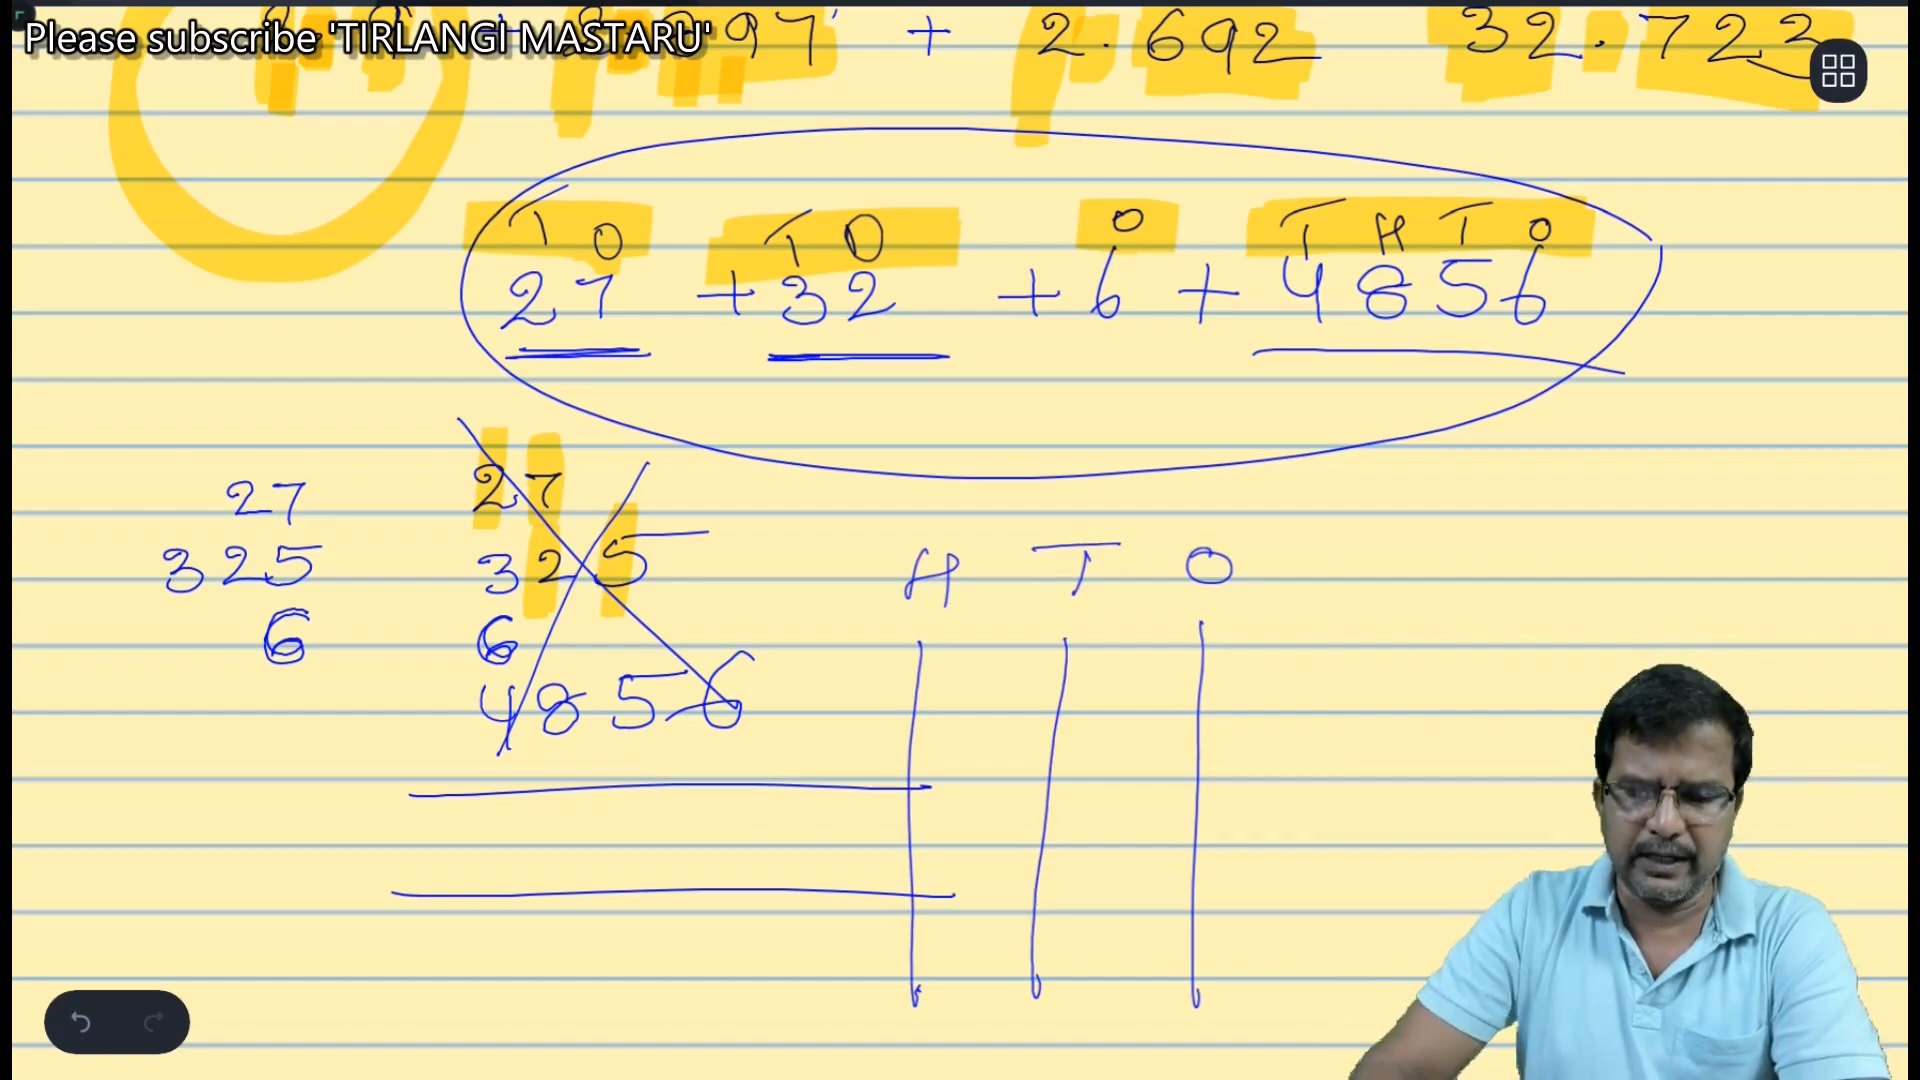 Please subscribe 'TIRLANGI MASTARU'
97 + 2.692 32.722
T O T O O T H T O
27 + 32 + 6 + 4856
27 27
325 325 H T O
6 6
4856